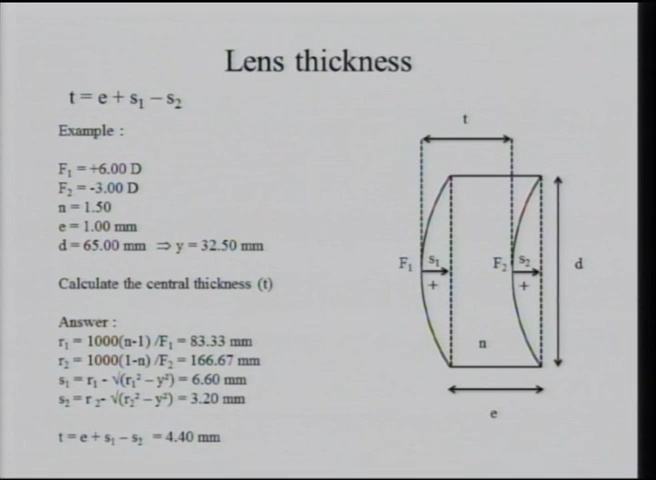 Lens thickness
t = e + s₁ – s₂
Example :
F₁ = +6.00 D
F₂ = -3.00 D
n = 1.50
e = 1.00 mm
d = 65.00 mm ⇒ y = 32.50 mm
Calculate the central thickness (t)
Answer :
r₁ = 1000(n-1) /F₁ = 83.33 mm
r₂ = 1000(1-n) /F₂ = 166.67 mm
s₁ = r₁ - √(r₁² – y²) = 6.60 mm
s₂ = r ₂- √(r₂² – y²) = 3.20 mm
t = e + s₁ – s₂ = 4.40 mm
t
F₁ s₁ F₂ s₂ d
+ +
n
e